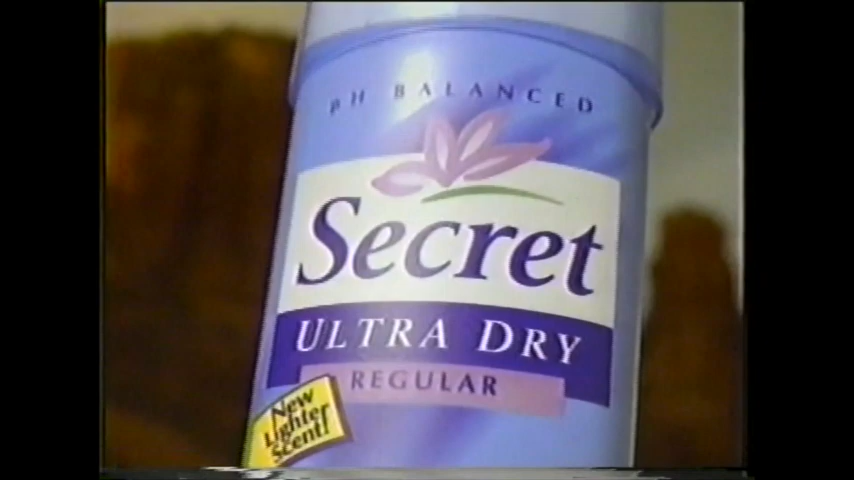 pH BALANCED
Secret
ULTRA DRY
REGULAR
New
Lighter
Scent!